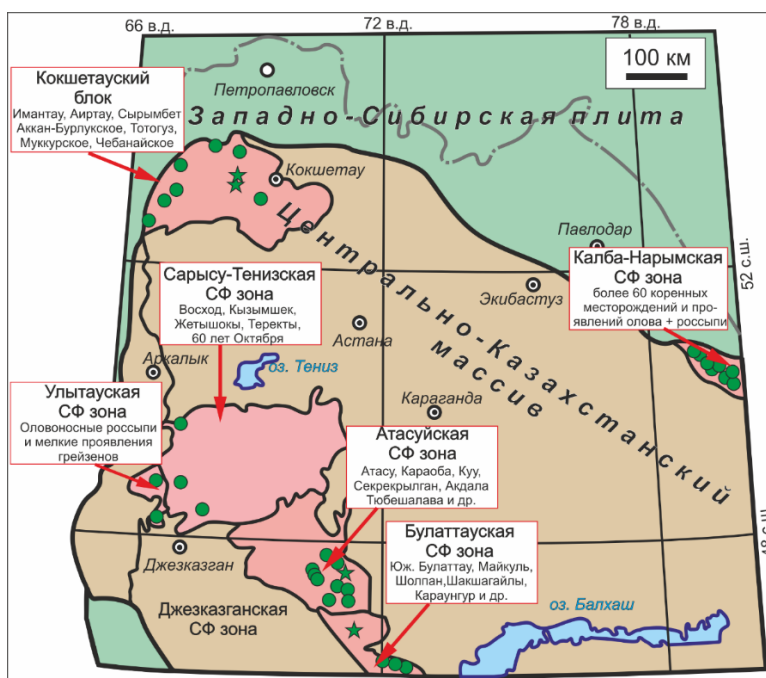 66 в.д.
72 в.д.
78 в.д.
100 км
Петропавловск
Западно-Сибирская плита
Кокшетауский
блок
Имантау, Аиртау, Сырымбет
Аккан-Бурлукское, Тотогуз,
Муккурское, Чебанайское
Кокшетау
Павлодар
52 с.ш.
Центрально-Казахстанский
массив
Калба-Нарымская
СФ зона
более 60 коренных
месторождений и про-
явлений олова + россыпи
Сарысу-Тенизская
СФ зона
Восход, Кызымшек,
Жетышокы, Теректы,
60 лет Октября
Экибастуз
Астана
Аркалык
оз. Тениз
Караганда
Улытауская
СФ зона
Оловоносные россыпи
и мелкие проявления
грейзенов
Атасуйская
СФ зона
Атасу, Караоба, Куу,
Секрекрылган, Акдала
Тюбешалава и др.
Булаттауская
СФ зона
Юж. Булаттау, Майкуль,
Шолпан,Шакшагайлы,
Караунгур и др.
48 с.ш.
Джезказган
Джезказганская
СФ зона
оз. Балхаш